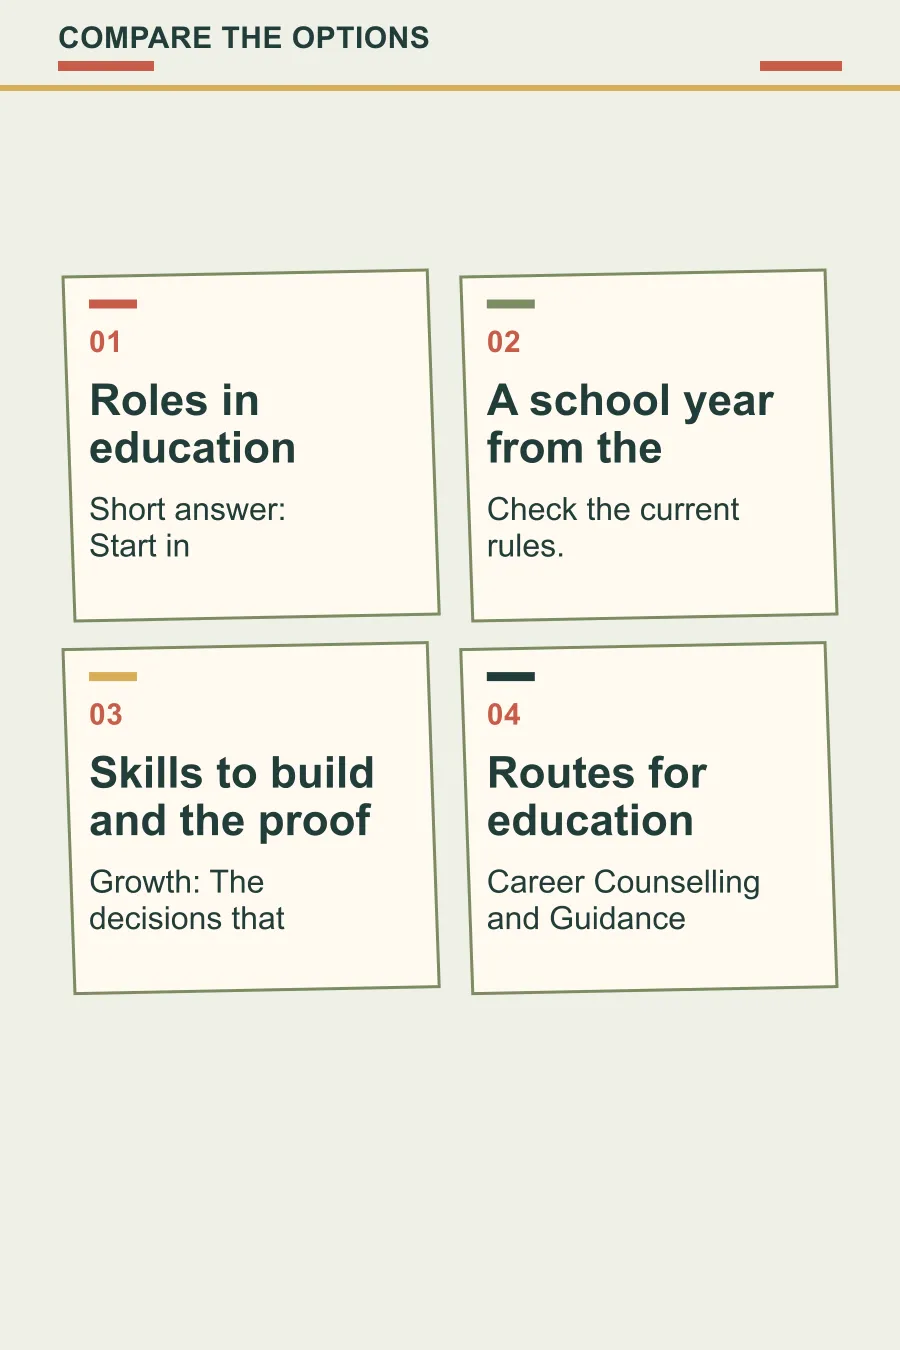 COMPARE THE OPTIONS
01
Roles in
education
Short answer:
Start in
02
A school year
from the
Check the current
rules.
03
Skills to build
and the proof
Growth: The
decisions that
04
Routes for
education
Career Counselling
and Guidance